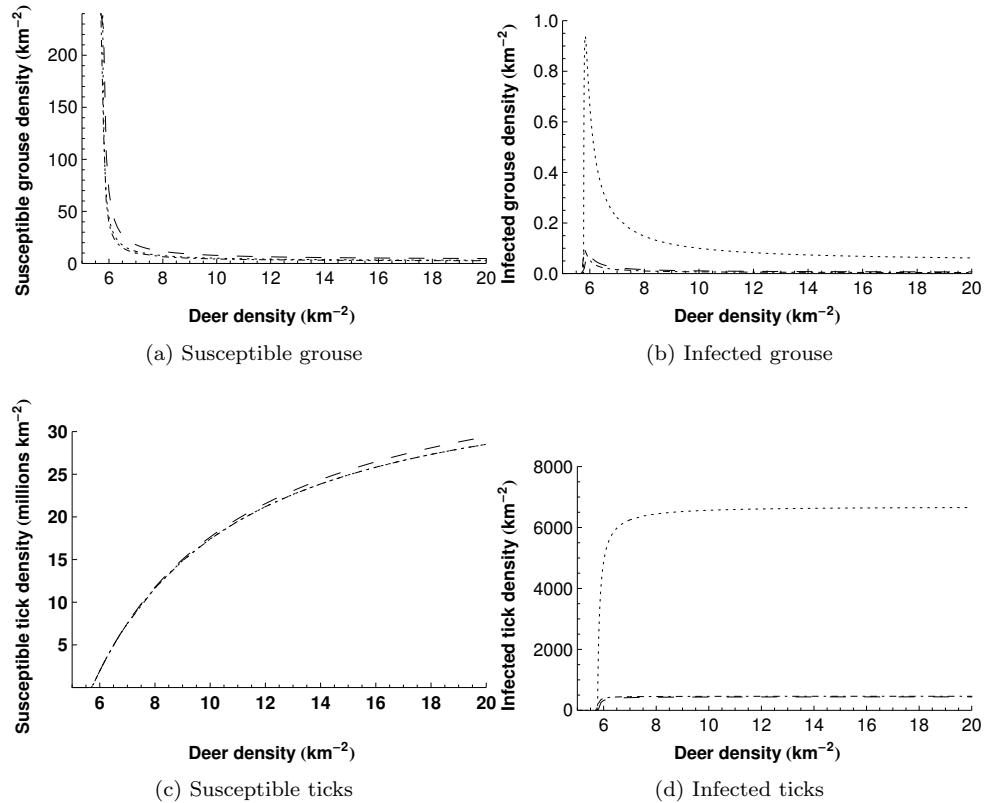 Susceptible grouse density (km⁻²)
200
150
100
50
0
6 8 10 12 14 16 18 20
Deer density (km⁻²)
(a) Susceptible grouse
Infected grouse density (km⁻²)
1.0
0.8
0.6
0.4
0.2
0.0
6 8 10 12 14 16 18 20
Deer density (km⁻²)
(b) Infected grouse
Susceptible tick density (millions km⁻²)
30
25
20
15
10
5
6 8 10 12 14 16 18 20
Deer density (km⁻²)
(c) Susceptible ticks
Infected tick density (km⁻²)
8000
6000
4000
2000
0
6 8 10 12 14 16 18 20
Deer density (km⁻²)
(d) Infected ticks